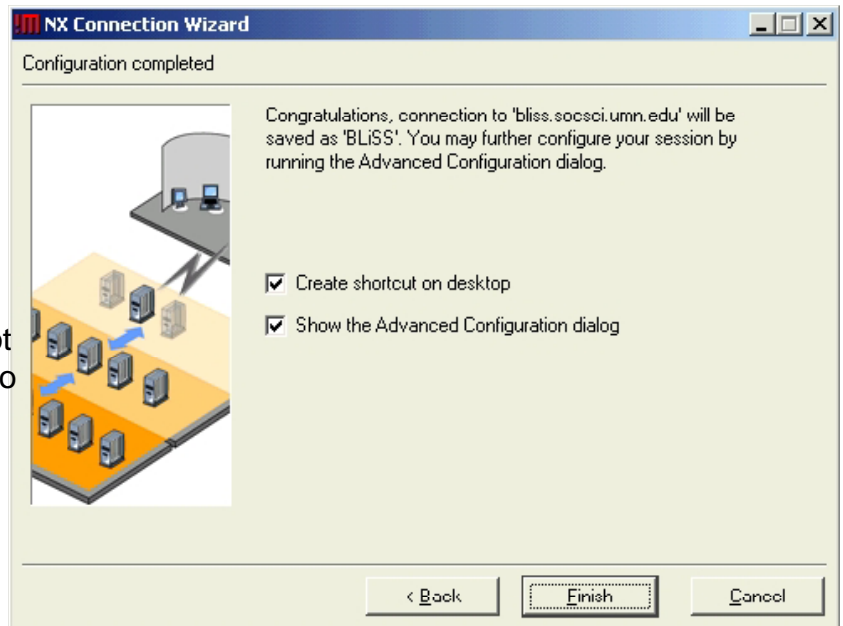 NX Connection Wizard
Configuration completed
Congratulations, connection to 'bliss.socsci.umn.edu' will be
saved as 'BLiSS'. You may further configure your session by
running the Advanced Configuration dialog.
Create shortcut on desktop
Show the Advanced Configuration dialog
< Back
Finish
Cancel